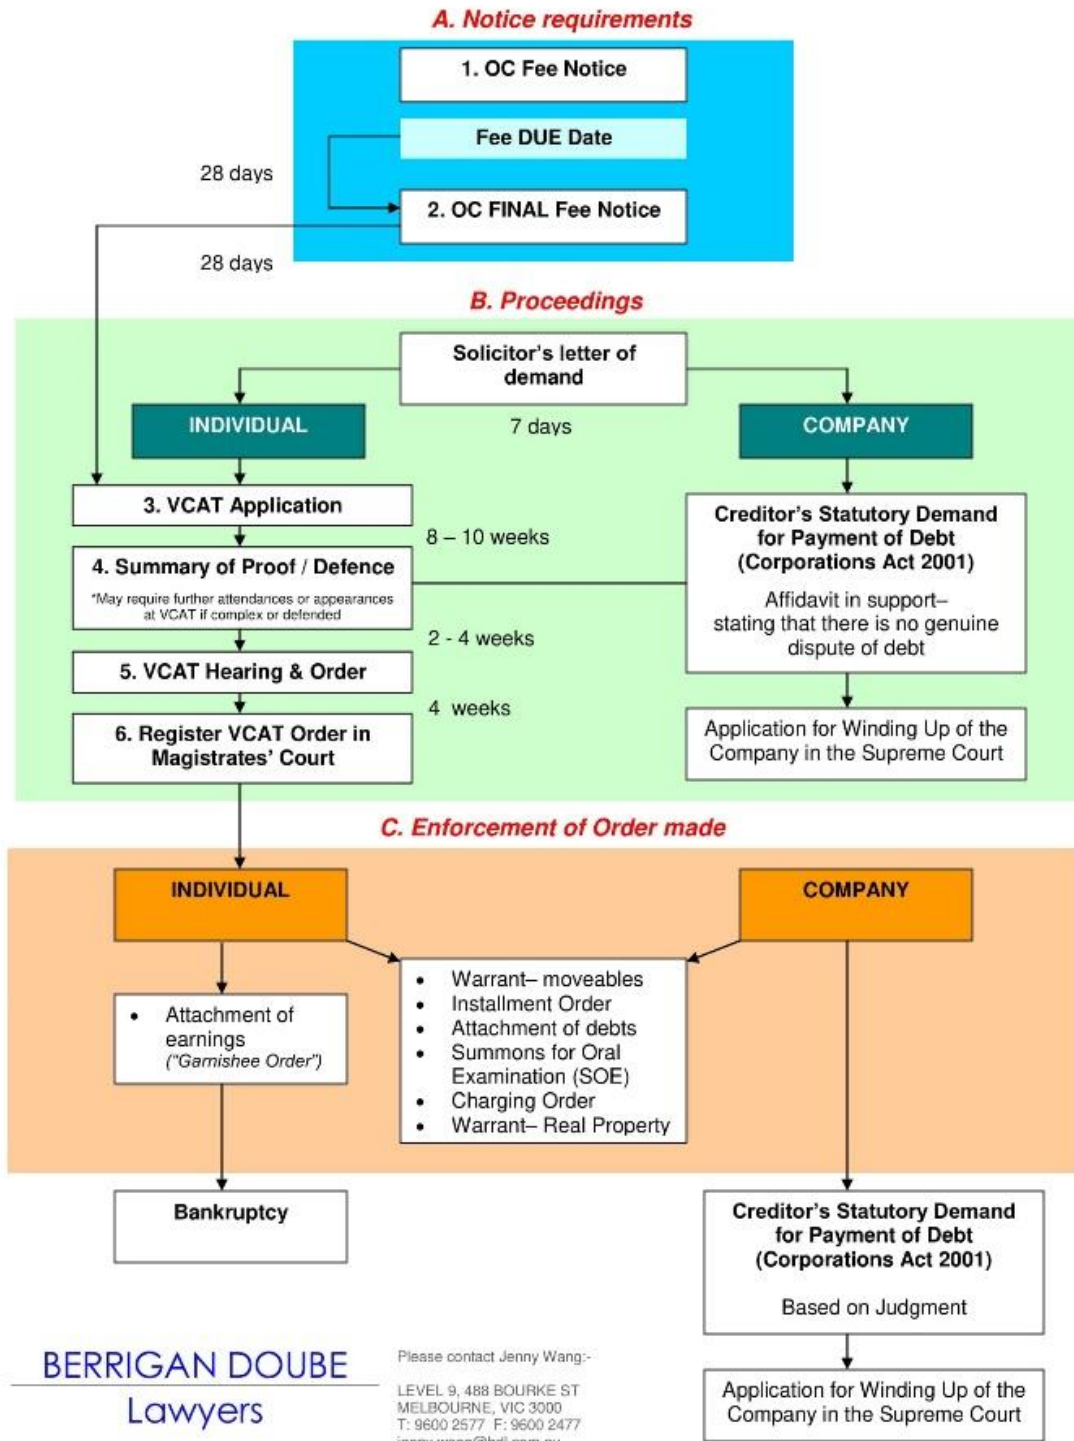 A. Notice requirements
1. OC Fee Notice
Fee DUE Date
28 days
2. OC FINAL Fee Notice
28 days
B. Proceedings
Solicitor's letter of
demand
INDIVIDUAL
7 days
COMPANY
3. VCAT Application
8 – 10 weeks
4. Summary of Proof / Defence
*May require further attendances or appearances
at VCAT if complex or defended
2 - 4 weeks
5. VCAT Hearing & Order
4 weeks
6. Register VCAT Order in
Magistrates' Court
Creditor's Statutory Demand
for Payment of Debt
(Corporations Act 2001)
Affidavit in support–
stating that there is no genuine
dispute of debt
Application for Winding Up of the
Company in the Supreme Court
C. Enforcement of Order made
INDIVIDUAL
COMPANY
• Attachment of
earnings
("Garnishee Order")
• Warrant– moveables
• Installment Order
• Attachment of debts
• Summons for Oral
Examination (SOE)
• Charging Order
• Warrant– Real Property
Bankruptcy
Creditor's Statutory Demand
for Payment of Debt
(Corporations Act 2001)
Based on Judgment
Application for Winding Up of the
Company in the Supreme Court
BERRIGAN DOUBE
Lawyers
Please contact Jenny Wang:-
LEVEL 9, 488 BOURKE ST
MELBOURNE, VIC 3000
T: 9600 2577 F: 9600 2477